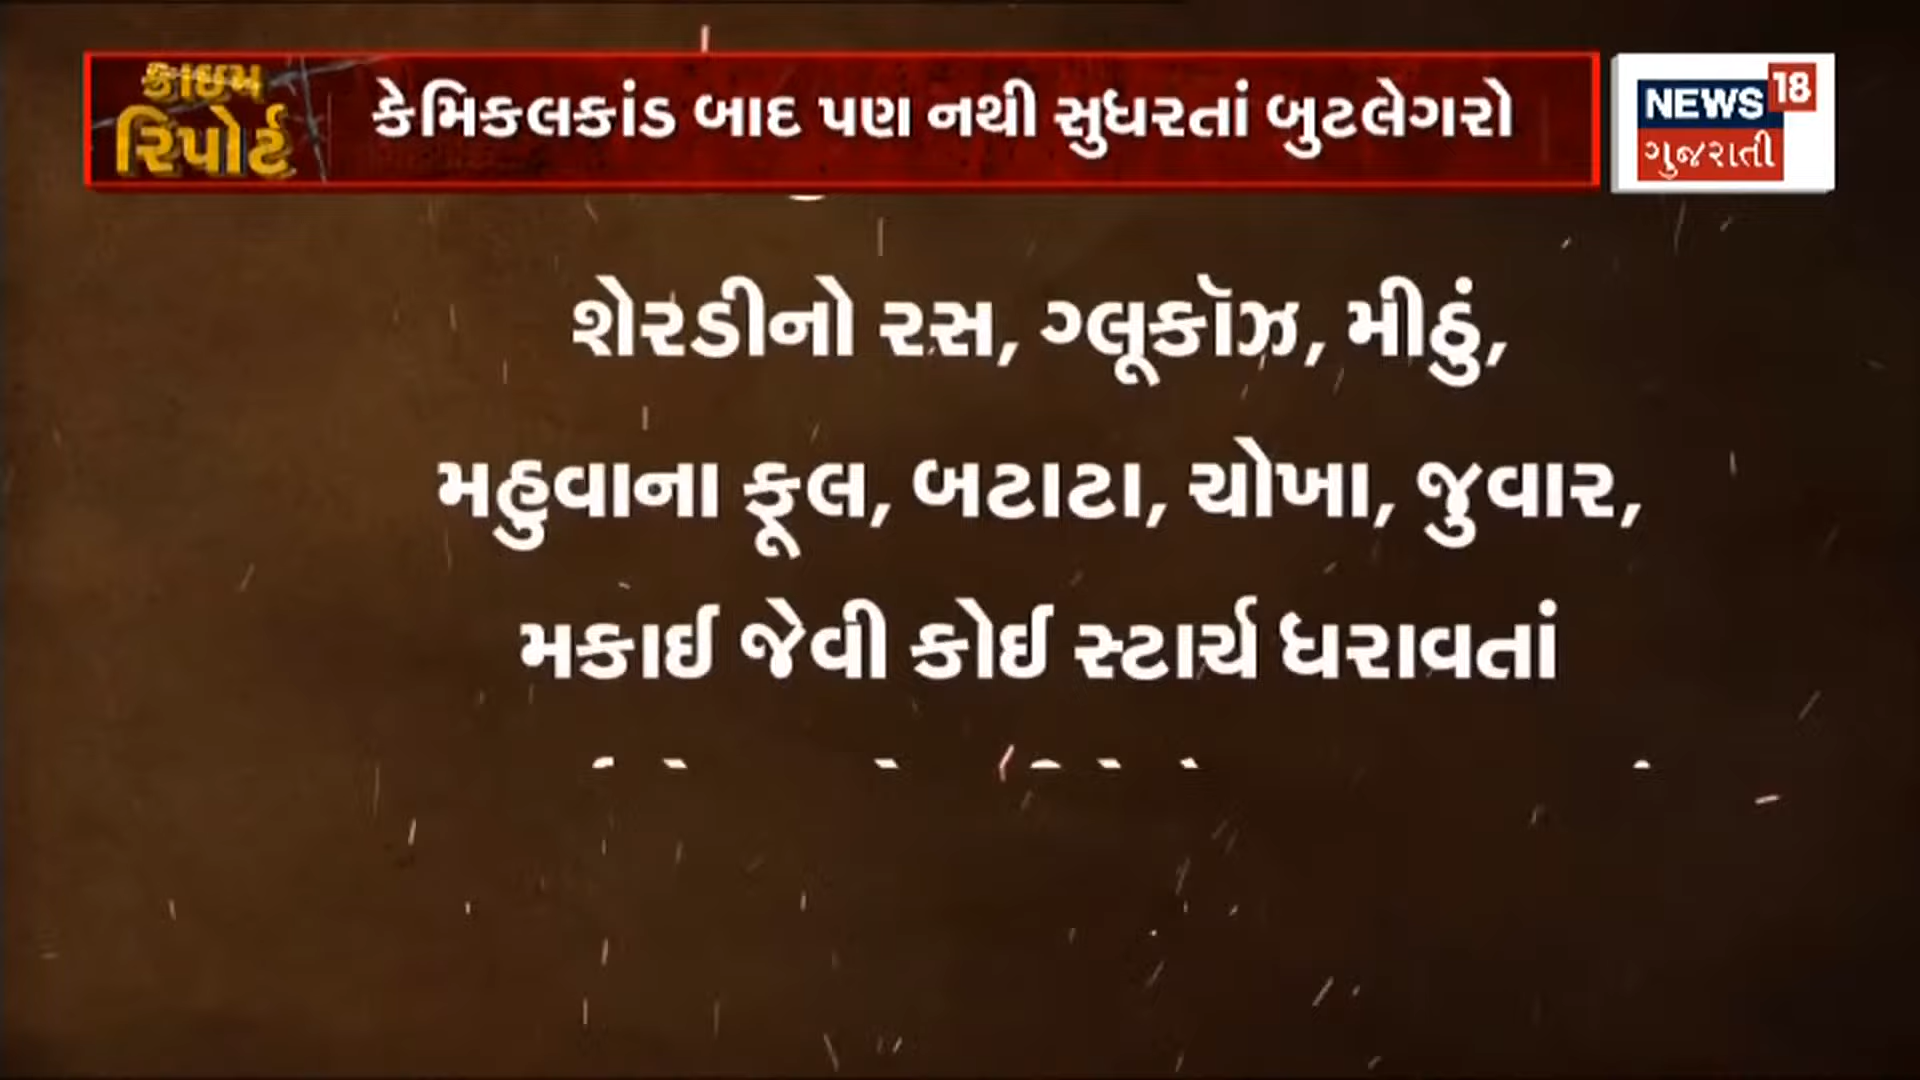 ક્રાઇમ
રિપોર્ટ
કેમિકલકાંડ બાદ પણ નથી સુધરતાં બુટલેગરો
NEWS 18
ગુજરાતી
શેરડીનો રસ, ગ્લૂકૉઝ, મીઠું,
મહુવાના ફૂલ, બટાટા, ચોખા, જુવાર,
મકાઈ જેવી કોઈ સ્ટાર્ચ ધરાવતાં